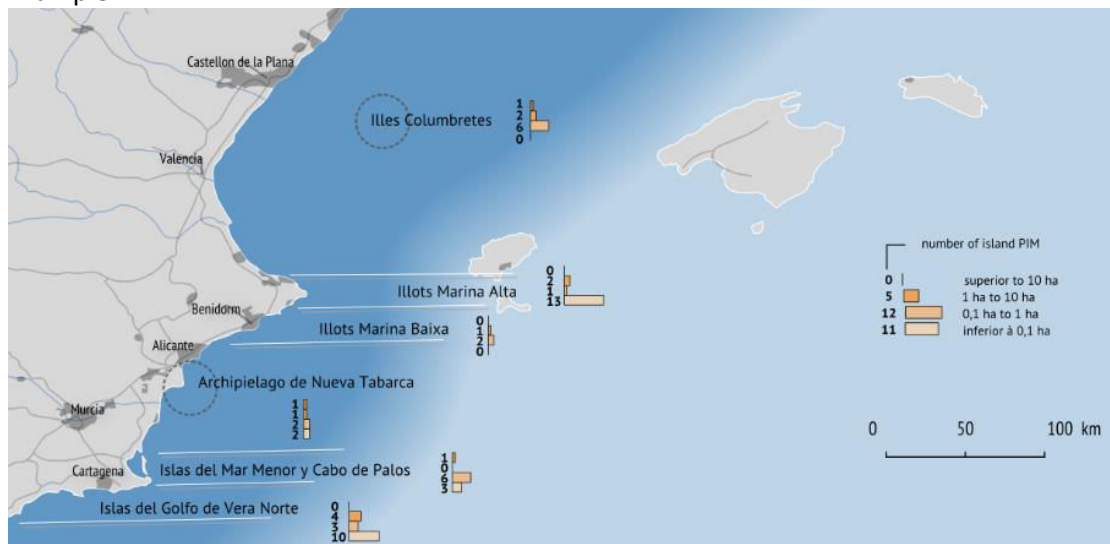 Castellon de la Plana
Illes Columbretes
1
2
6
0
Valencia
number of island PIM
0 superior to 10 ha
5 1 ha to 10 ha
12 0,1 ha to 1 ha
11 inferior à 0,1 ha
Illots Marina Alta
0
2
1
13
Benidorm
Illots Marina Baixa
0
1
2
0
Alicante
Archipielago de Nueva Tabarca
1
1
2
2
Murcia
0 50 100 km
Cartagena
Islas del Mar Menor y Cabo de Palos
1
0
6
3
Islas del Golfo de Vera Norte
0
4
3
10